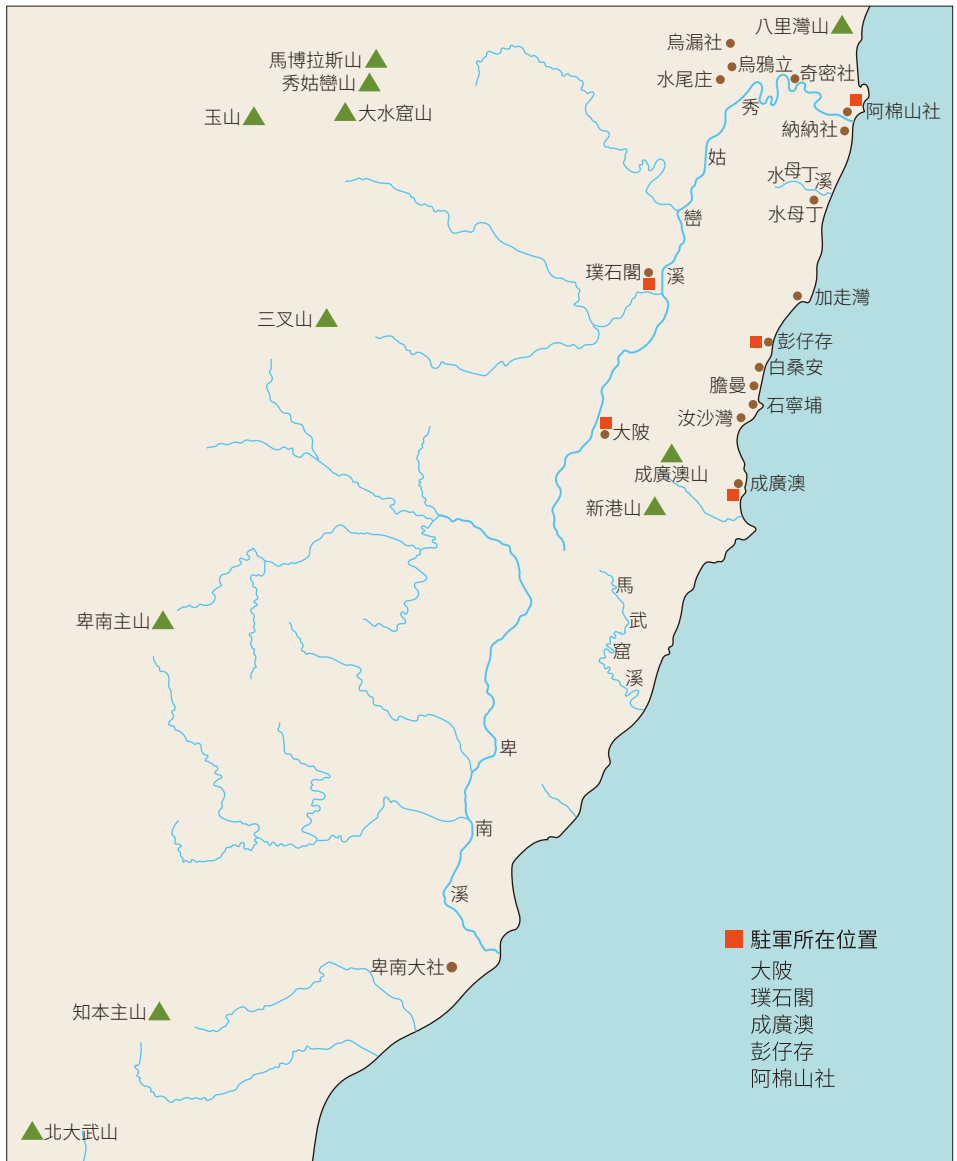 八里灣山
烏漏社
馬博拉斯山
烏鴉立
奇密社
秀姑巒山
水尾庄
玉山
大水窟山
阿棉山社
納納社
水母丁溪
水母丁
秀姑巒溪
璞石閣
加走灣
三叉山
彭仔存
白桑安
膽曼
石寧埔
汝沙灣
大陂
成廣澳山
成廣澳
新港山
馬武窟溪
卑南主山
卑南溪
卑南大社
知本主山
北大武山
駐軍所在位置
大陂
璞石閣
成廣澳
彭仔存
阿棉山社